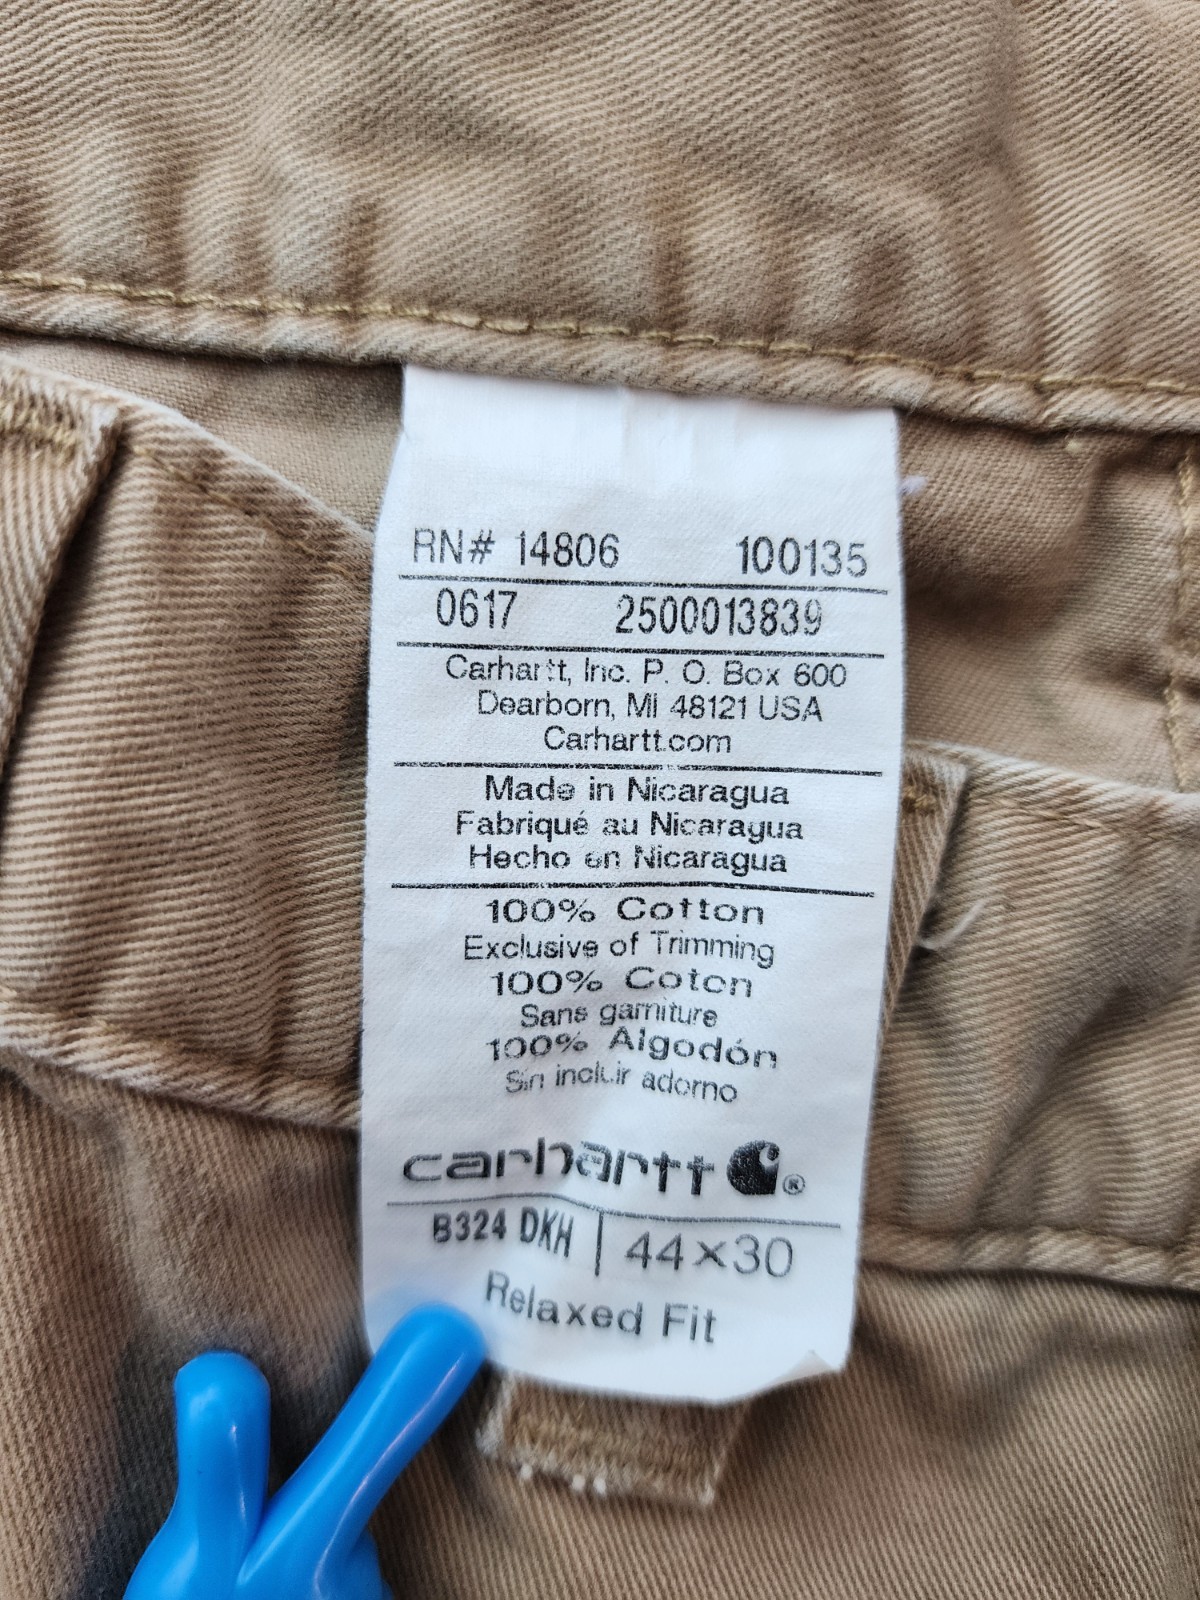 RN# 14806 100135
0617 2500013839
Carhartt, Inc. P. O. Box 600
Dearborn, MI 48121 USA
Carhartt.com
Made in Nicaragua
Fabriqué au Nicaragua
Hecho en Nicaragua
100% Cotton
Exclusive of Trimming
100% Coton
Sans garniture
100% Algodón
Sin incluir adorno
carhartt ®
B324 DKH | 44×30
Relaxed Fit